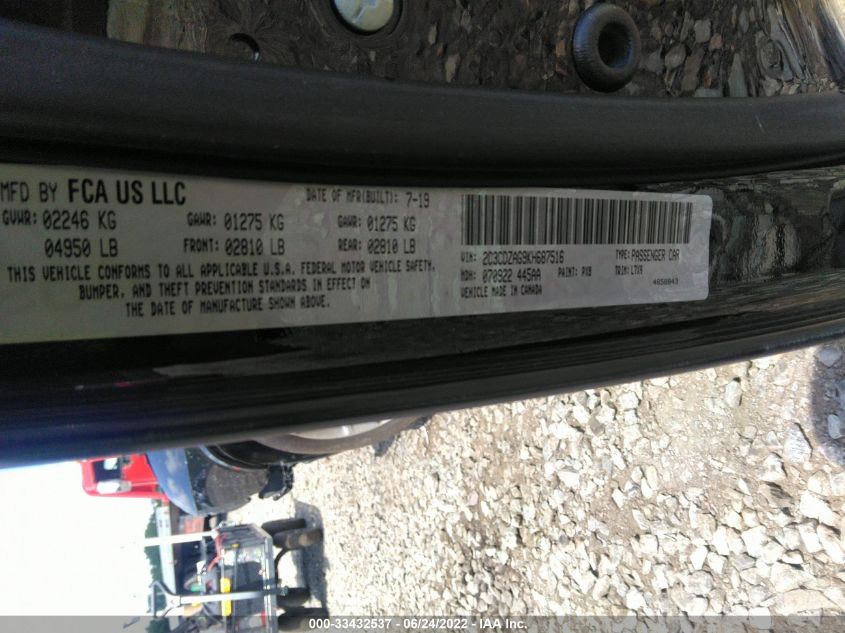 MFD BY FCA US LLC
DATE OF MFR(BUILT): 7-19
GVWR: 02246 KG GAWR: 01275 KG GAWR: 01275 KG
04950 LB FRONT: 02810 LB REAR: 02810 LB
THIS VEHICLE CONFORMS TO ALL APPLICABLE U.S.A. FEDERAL MOTOR VEHICLE SAFETY,
BUMPER, AND THEFT PREVENTION STANDARDS IN EFFECT ON
THE DATE OF MANUFACTURE SHOWN ABOVE.
VIN: 2C3CDZAG9KH687516 TYPE: PASSENGER CAR
MDH: 070922 445AA PAINT: PX8 TRIM: LTX9
VEHICLE MADE IN CANADA
000-33432537 - 06/24/2022 - IAA Inc.